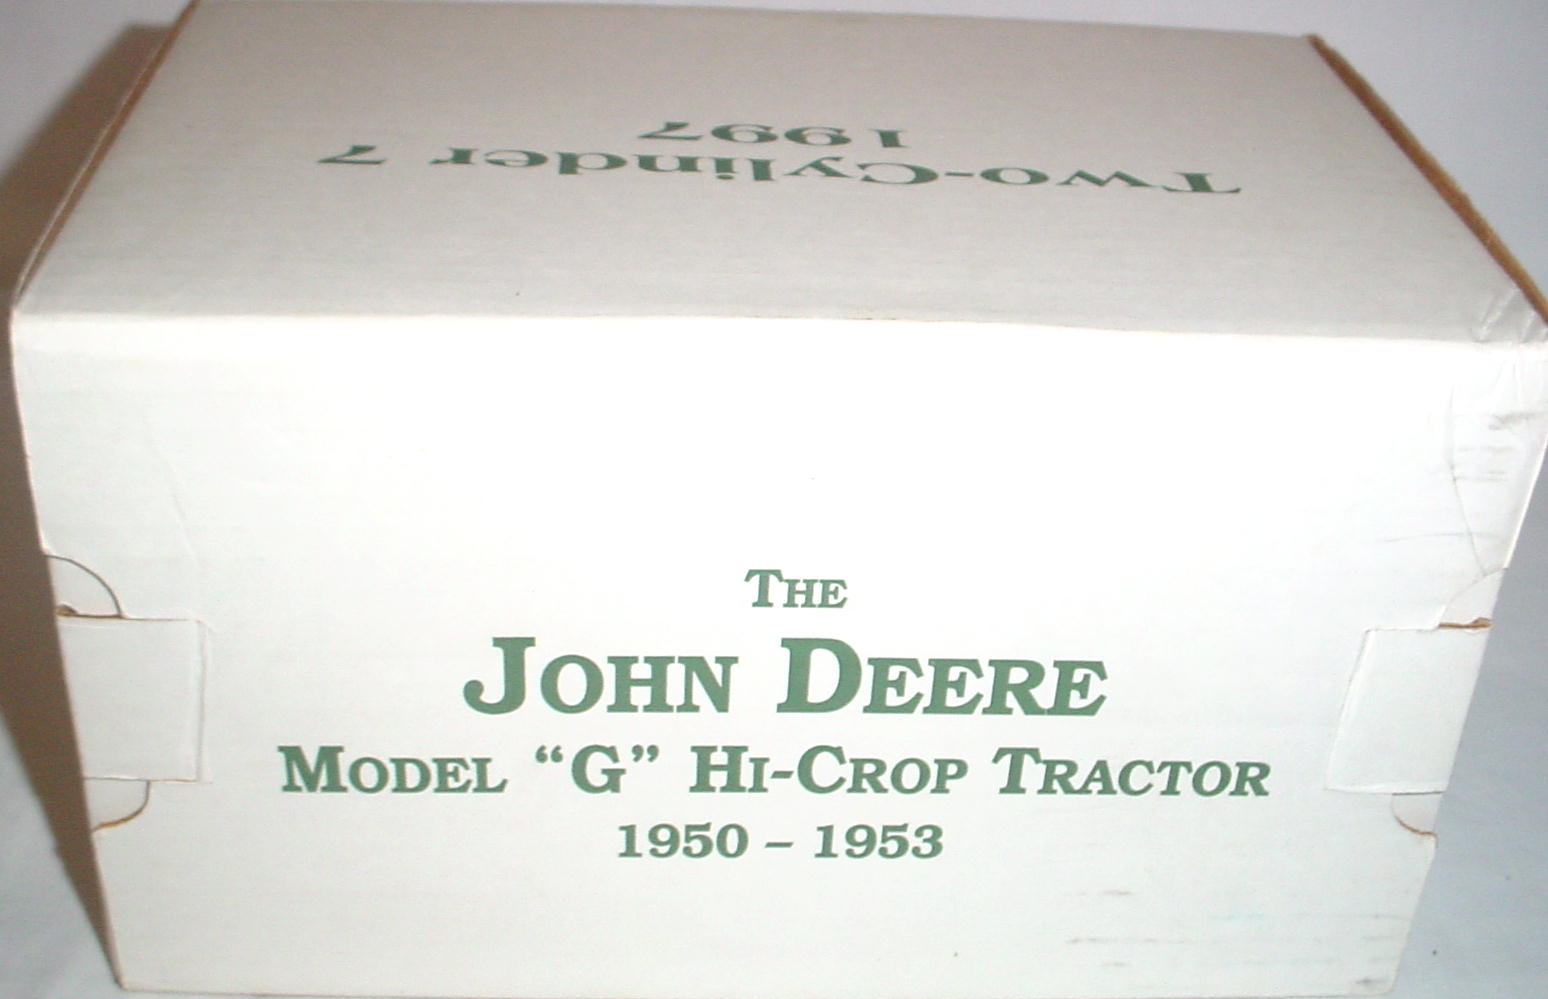 Two-Cylinder 7
1997
THE
JOHN DEERE
MODEL “G” HI-CROP TRACTOR
1950 – 1953